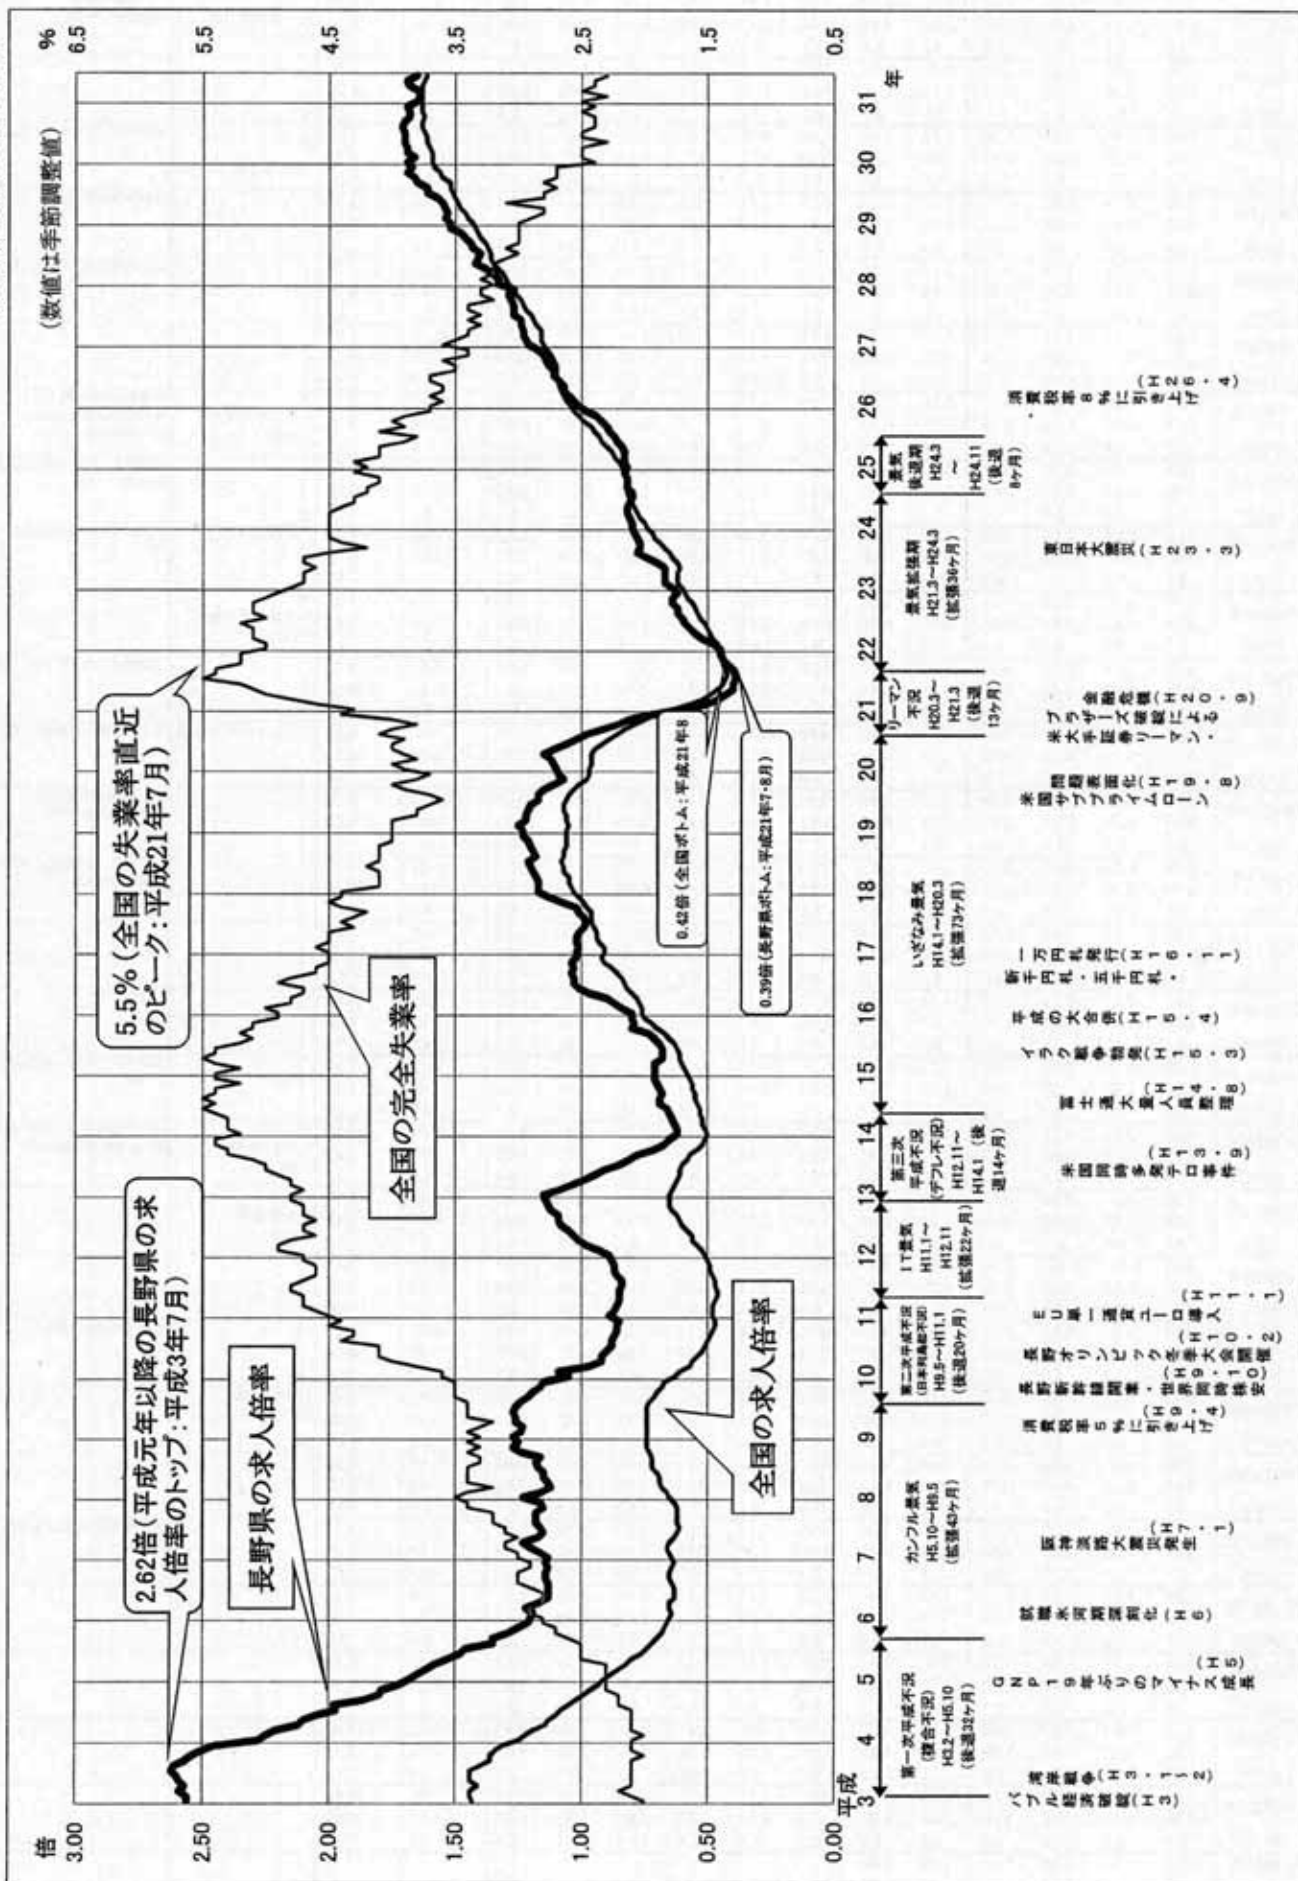 倍
%
(数値は季節調整値)
3.00
2.50
2.00
1.50
1.00
0.50
0.00
6.5
5.5
4.5
3.5
2.5
1.5
0.5
2.62倍(平成元年以降の長野県の求
人倍率のトップ:平成3年7月)
長野県の求人倍率
5.5%(全国の失業率直近
のピーク:平成21年7月)
全国の完全失業率
全国の求人倍率
0.42倍(全国ボトム:平成21年8
0.39倍(長野県ボトム:平成21年7・8月)
平成
3 4 5 6 7 8 9 10 11 12 13 14 15 16 17 18 19 20 21 22 23 24 25 26 27 28 29 30 31
年
第一次平成不況
(複合不況)
H3.2~H5.10
(後退32ヶ月)
カンフル景気
H5.10~H9.5
(拡張43ヶ月)
第二次平成不況
(日本列島総不況)
H9.5~H11.1
(後退20ヶ月)
IT景気
H11.1~
H12.11
(拡張22ヶ月)
第三次
平成不況
(デフレ不況)
H12.11~
H14.1 (後
退14ヶ月)
いざなみ景気
H14.1~H20.3
(拡張73ヶ月)
リーマン
不況
H20.3~
H21.3
(後退
13ヶ月)
景気拡張期
H21.3~H24.3
(拡張36ヶ月)
景気
後退期
H24.3
~
H24.11
(後退
8ヶ月)
バブル経済破綻(H3)
湾岸戦争(H3・1~2)
GNP19年ぶりのマイナス成長
(H5)
就職氷河期深刻化(H6)
阪神淡路大震災発生
(H7・1)
消費税率5%に引き上げ
(H9・4)
長野新幹線開業・世界同時株安
(H9・10)
長野オリンピック冬季大会開催
(H10・2)
EU単一通貨ユーロ導入
(H11・1)
米国同時多発テロ事件
(H13・9)
富士通大量人員整理
(H14・8)
イラク戦争勃発(H15・3)
平成の大合併(H15・4)
新千円札・五千円札・
一万円札発行(H16・11)
米国サブプライムローン
問題表面化(H19・8)
米大手証券リーマン・
ブラザーズ破綻による
金融危機(H20・9)
東日本大震災(H23・3)
消費税率8%に引き上げ
(H26・4)